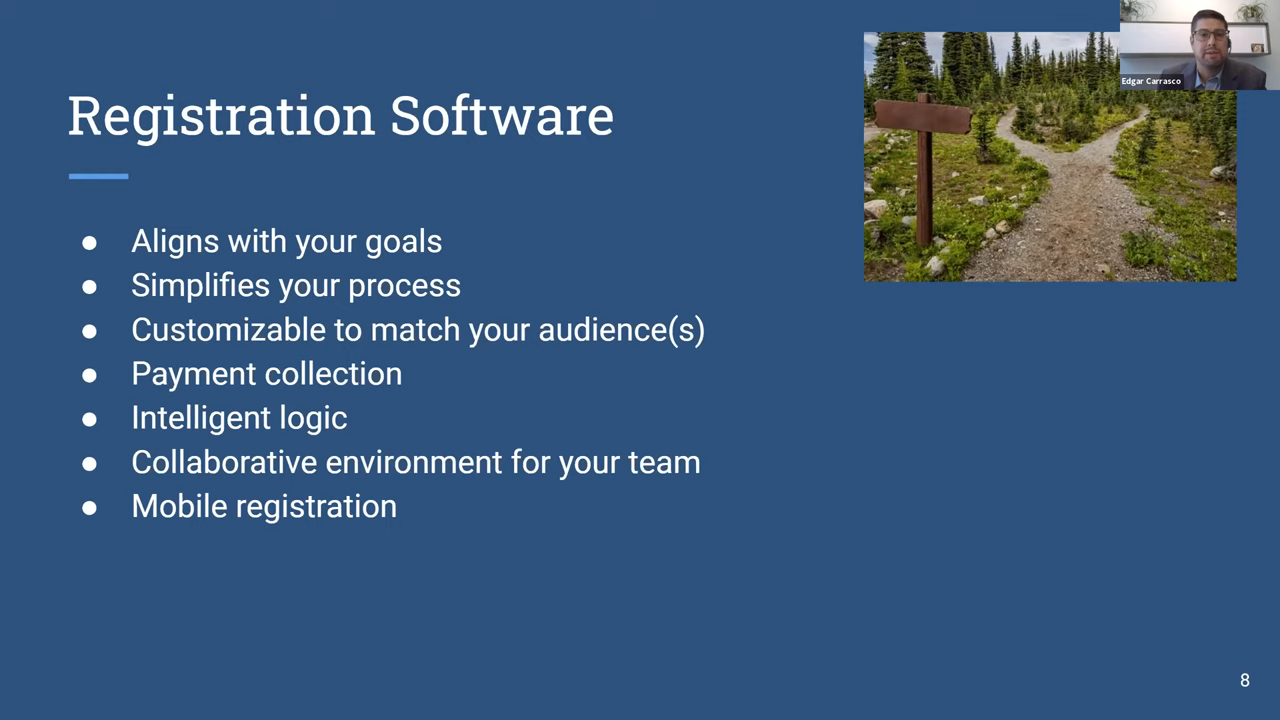 Edgar Carrasco
Registration Software
● Aligns with your goals
● Simplifies your process
● Customizable to match your audience(s)
● Payment collection
● Intelligent logic
● Collaborative environment for your team
● Mobile registration
8